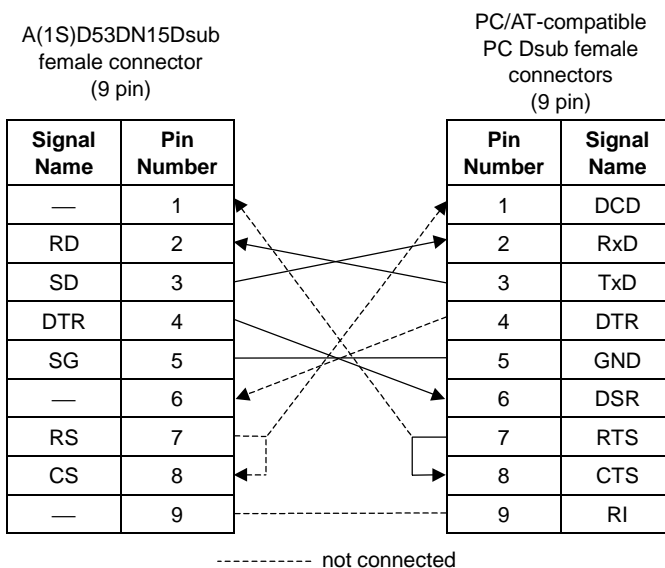 A(1S)D53DN15Dsub
female connector
(9 pin)
PC/AT-compatible
PC Dsub female
connectors
(9 pin)
Signal Name Pin Number Pin Number Signal Name
— 1 1 DCD
RD 2 2 RxD
SD 3 3 TxD
DTR 4 4 DTR
SG 5 5 GND
— 6 6 DSR
RS 7 7 RTS
CS 8 8 CTS
— 9 9 RI
not connected